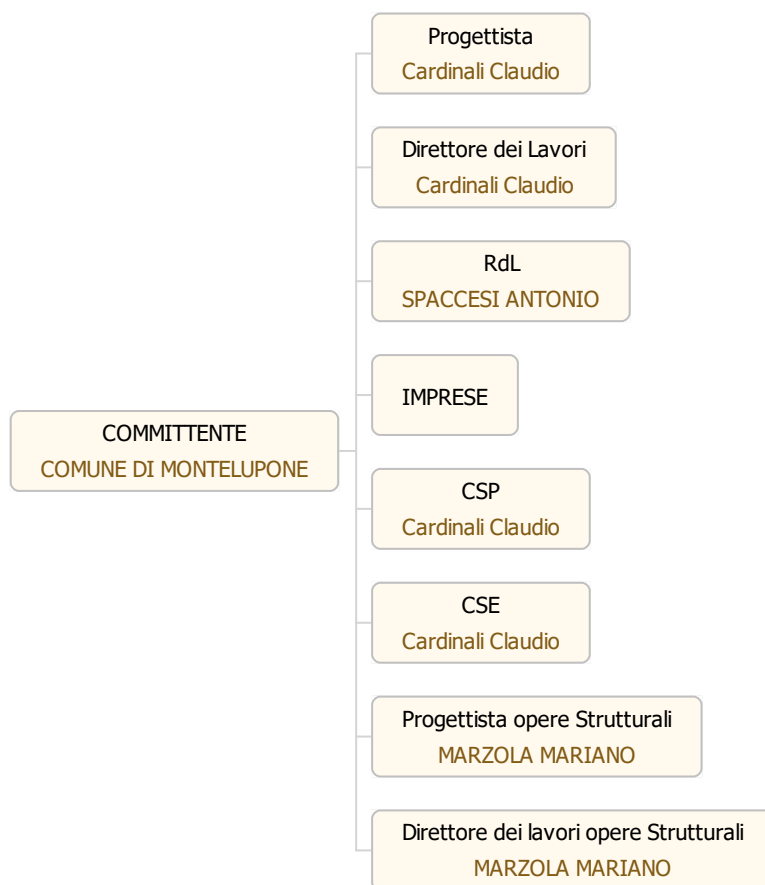 Progettista
Cardinali Claudio
Direttore dei Lavori
Cardinali Claudio
RdL
SPACCESI ANTONIO
IMPRESE
COMMITTENTE
COMUNE DI MONTELUPONE
CSP
Cardinali Claudio
CSE
Cardinali Claudio
Progettista opere Strutturali
MARZOLA MARIANO
Direttore dei lavori opere Strutturali
MARZOLA MARIANO